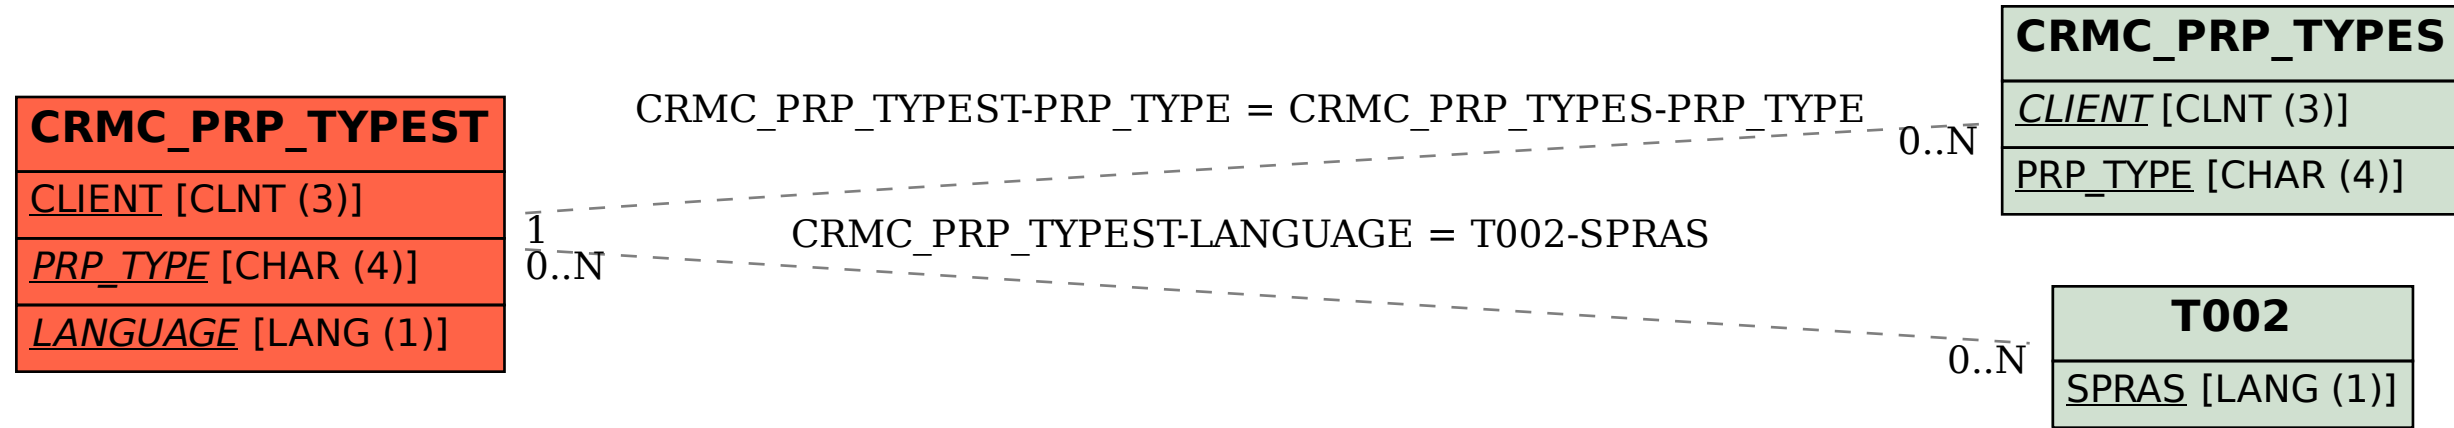 CRMC_PRP_TYPEST
CLIENT [CLNT (3)]
PRP_TYPE [CHAR (4)]
LANGUAGE [LANG (1)]
CRMC_PRP_TYPEST-PRP_TYPE = CRMC_PRP_TYPES-PRP_TYPE
1
0..N
CRMC_PRP_TYPEST-LANGUAGE = T002-SPRAS
0..N
0..N
CRMC_PRP_TYPES
CLIENT [CLNT (3)]
PRP_TYPE [CHAR (4)]
T002
SPRAS [LANG (1)]